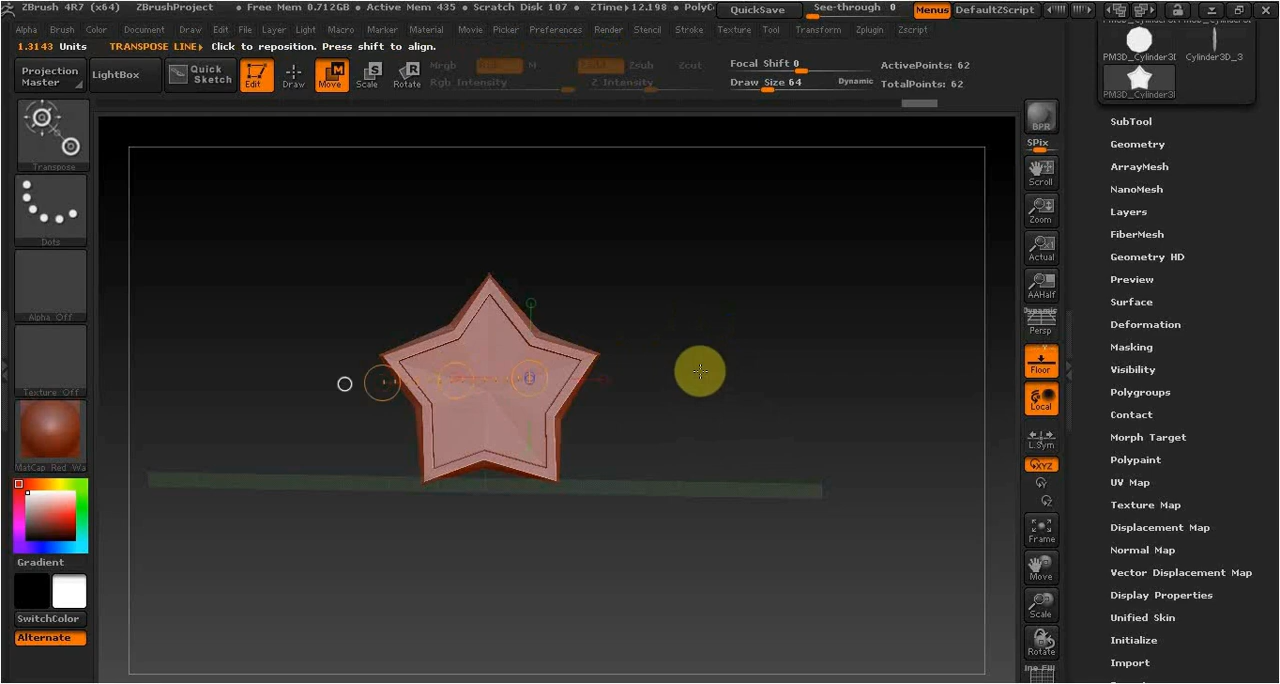 ZBrush 4R7 (x64) ZBrushProject • Free Mem 0.712GB • Active Mem 435 • Scratch Disk 107 • ZTime▸12.198 • PolyC QuickSave See-through 0 Menus DefaultZScript
Alpha Brush Color Document Draw Edit File Layer Light Macro Marker Material Movie Picker Preferences Render Stencil Stroke Texture Tool Transform Zplugin Zscript
1.3143 Units TRANSPOSE LINE▸ Click to reposition. Press shift to align.
Projection Master
LightBox
Quick Sketch
Edit
Draw
Move
Scale
Rotate
Mrgb
M
Zsub
Zcut
Rgb Intensity
Z Intensity
Focal Shift 0
Draw Size 64
Dynamic
ActivePoints: 62
TotalPoints: 62
Transpose
Dots
Alpha Off
Texture Off
MatCap Red Wa
Gradient
SwitchColor
Alternate
BPR
SPix
Scroll
Zoom
Actual
AAHalf
Dynamic
Persp
Floor
Local
L.Sym
XYZ
Frame
Move
Scale
Rotate
Line Fill
PM3D_Cylinder3D
Cylinder3D_3
PM3D_Cylinder3D
SubTool
Geometry
ArrayMesh
NanoMesh
Layers
FiberMesh
Geometry HD
Preview
Surface
Deformation
Masking
Visibility
Polygroups
Contact
Morph Target
Polypaint
UV Map
Texture Map
Displacement Map
Normal Map
Vector Displacement Map
Display Properties
Unified Skin
Initialize
Import